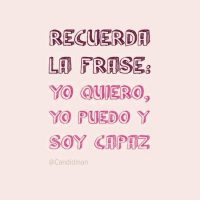 RECUERDA
LA FRASE:
YO QUIERO,
YO PUEDO Y
SOY CAPAZ
@Candidman